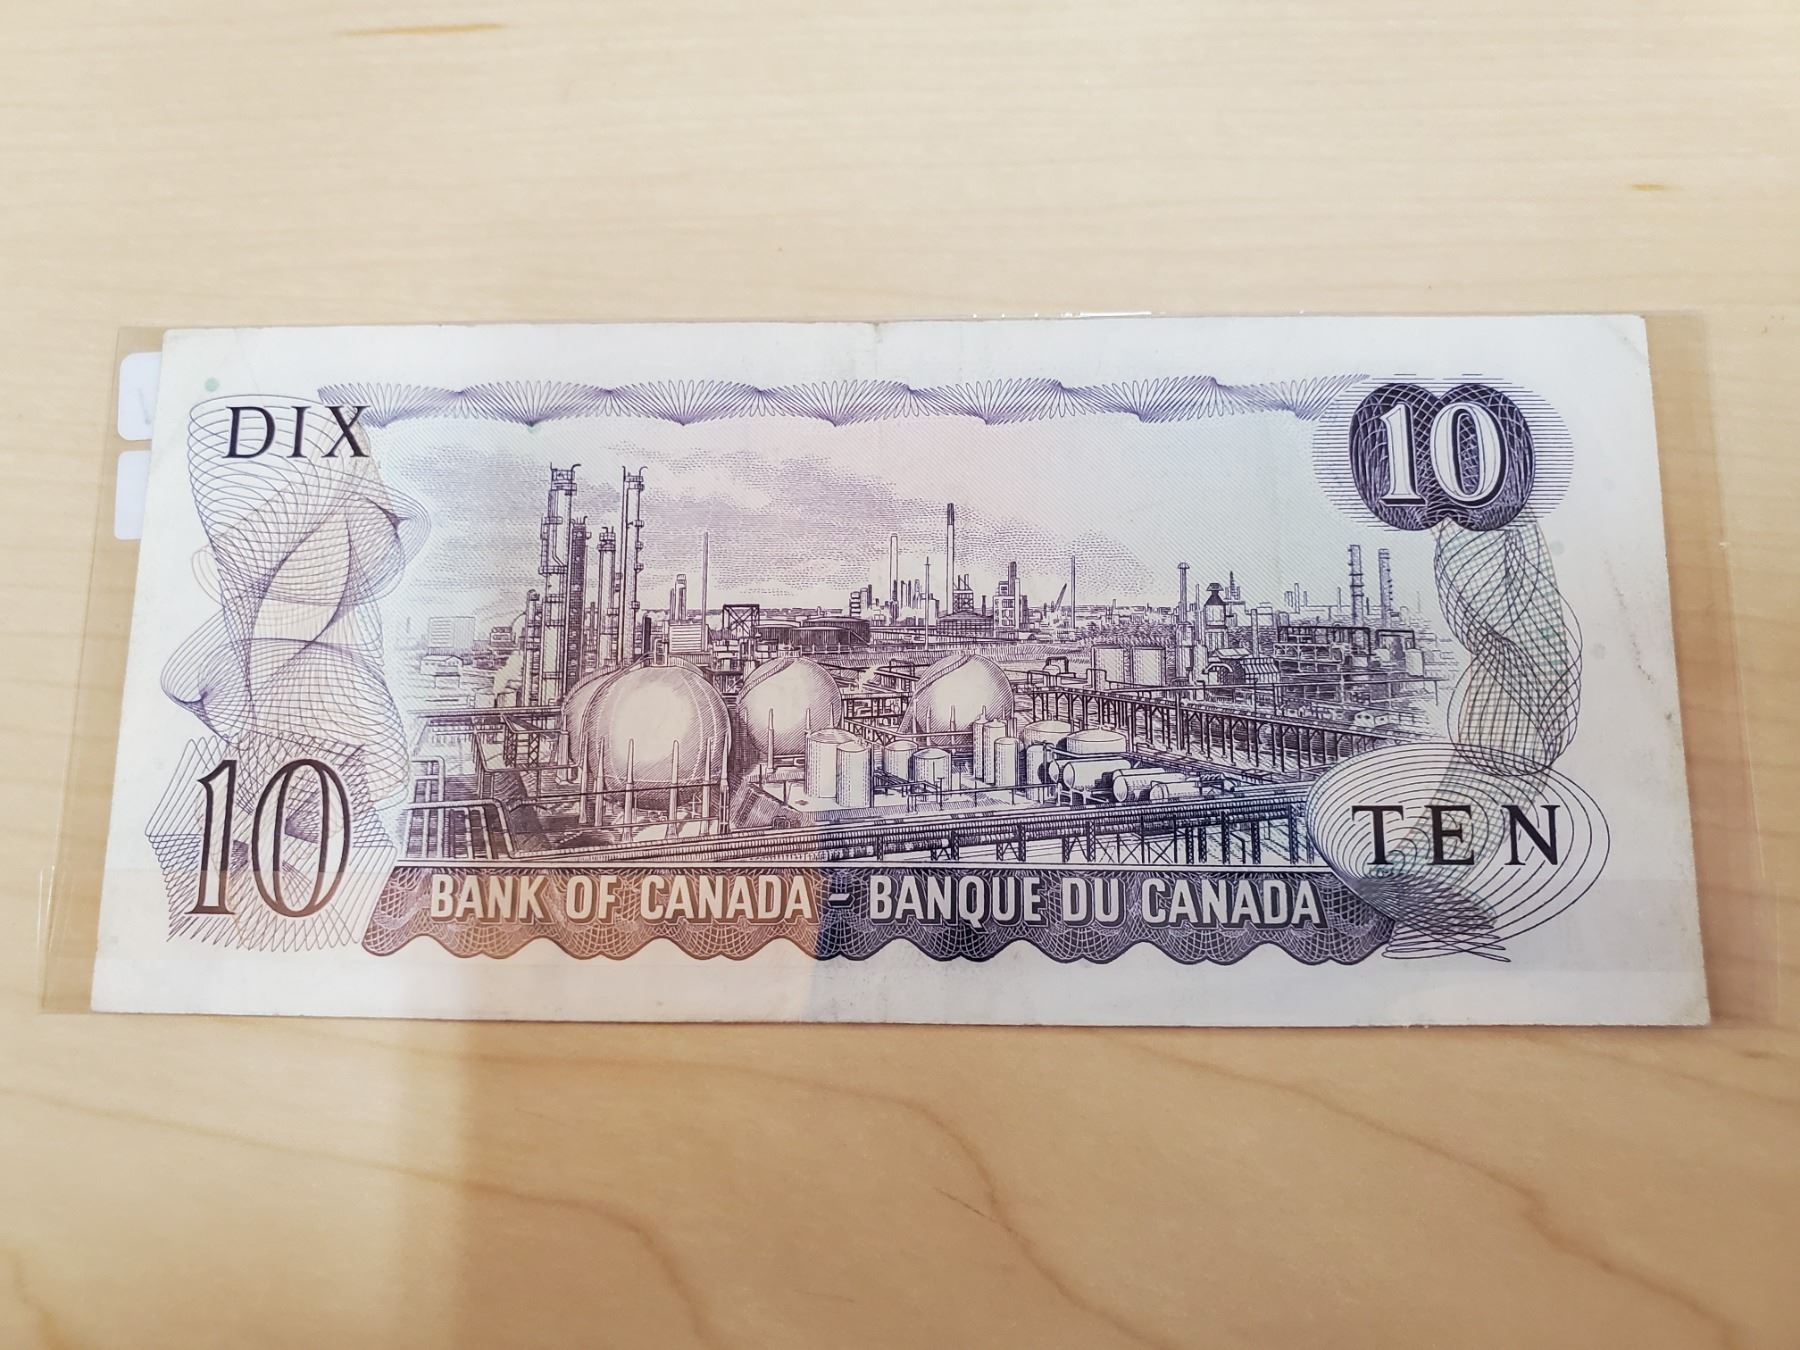 DIX
10
10
TEN
BANK OF CANADA - BANQUE DU CANADA